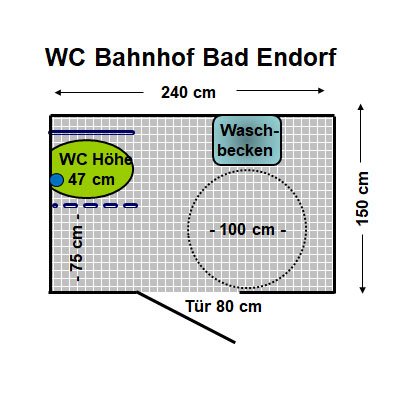 WC Bahnhof Bad Endorf
240 cm
Wasch-
becken
WC Höhe
47 cm
150 cm
- 100 cm -
- 75 cm -
Tür 80 cm